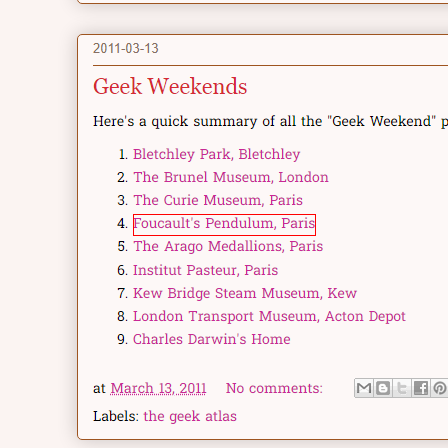 2011-03-13
Geek Weekends
Here's a quick summary of all the "Geek Weekend" p
1. Bletchley Park, Bletchley
2. The Brunel Museum, London
3. The Curie Museum, Paris
4. Foucault's Pendulum, Paris
5. The Arago Medallions, Paris
6. Institut Pasteur, Paris
7. Kew Bridge Steam Museum, Kew
8. London Transport Museum, Acton Depot
9. Charles Darwin's Home
at March 13, 2011 No comments:
Labels: the geek atlas